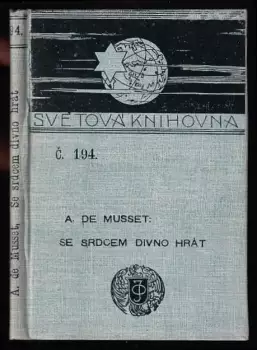 A. de Musset, Se srdcem divno hrát
194.
SVĚTOVÁ KNIHOVNA
Č. 194.
A. DE MUSSET:
SE SRDCEM DIVNO HRÁT